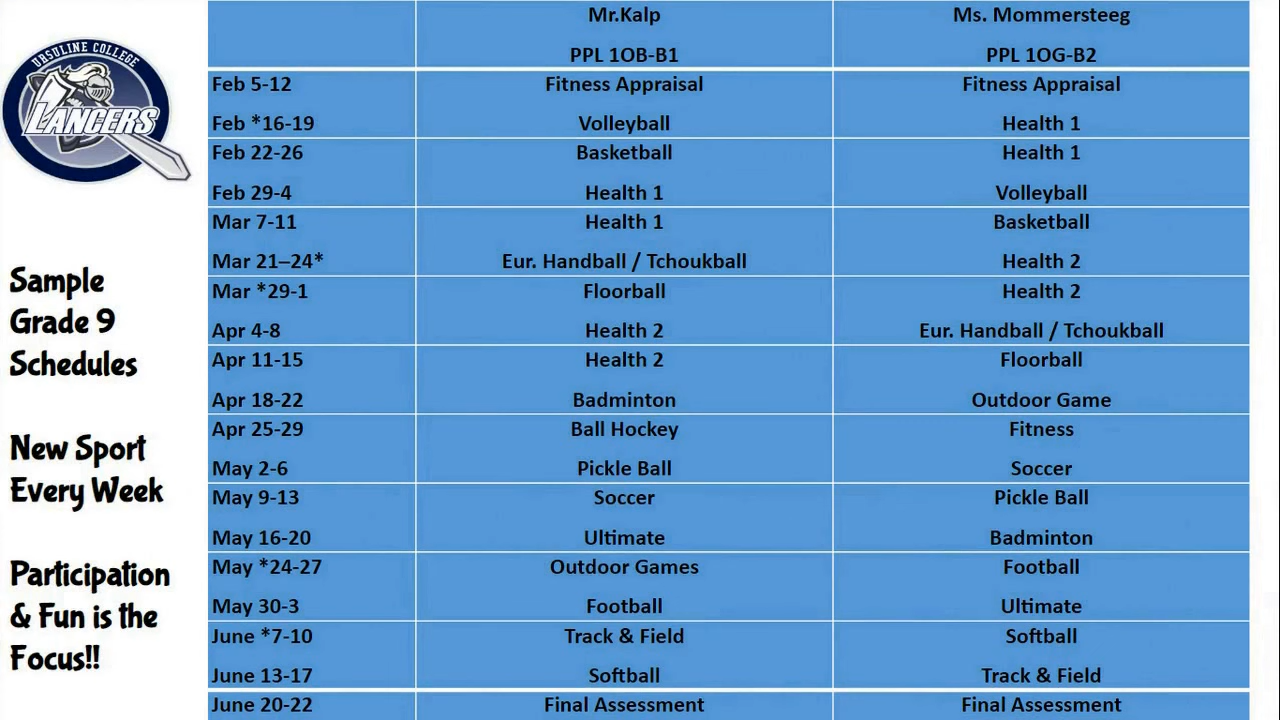 URSULINE COLLEGE
LANCERS
Sample
Grade 9
Schedules
New Sport
Every Week
Participation
& Fun is the
Focus!!
Mr.Kalp Ms. Mommersteeg
PPL 1OB-B1 PPL 1OG-B2
Feb 5-12 Fitness Appraisal Fitness Appraisal
Feb *16-19 Volleyball Health 1
Feb 22-26 Basketball Health 1
Feb 29-4 Health 1 Volleyball
Mar 7-11 Health 1 Basketball
Mar 21–24* Eur. Handball / Tchoukball Health 2
Mar *29-1 Floorball Health 2
Apr 4-8 Health 2 Eur. Handball / Tchoukball
Apr 11-15 Health 2 Floorball
Apr 18-22 Badminton Outdoor Game
Apr 25-29 Ball Hockey Fitness
May 2-6 Pickle Ball Soccer
May 9-13 Soccer Pickle Ball
May 16-20 Ultimate Badminton
May *24-27 Outdoor Games Football
May 30-3 Football Ultimate
June *7-10 Track & Field Softball
June 13-17 Softball Track & Field
June 20-22 Final Assessment Final Assessment